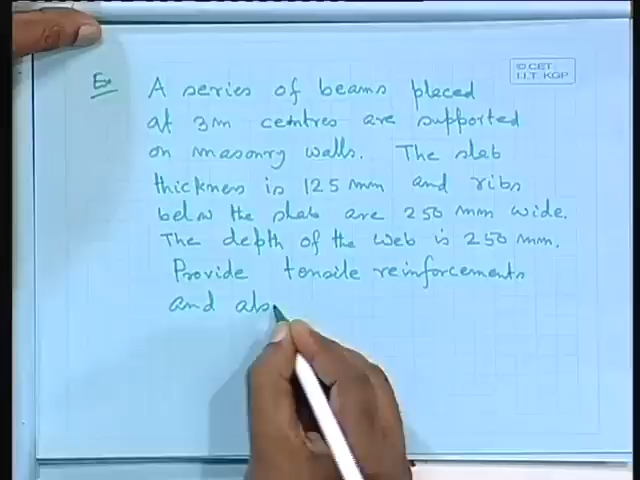 © CET
I.I.T. KGP
Ex A series of beams placed
at 3m centres are supported
on masonry walls. The slab
thickness is 125 mm and ribs
below the slab are 250 mm wide.
The depth of the web is 250 mm.
Provide tensile reinforcements
and als